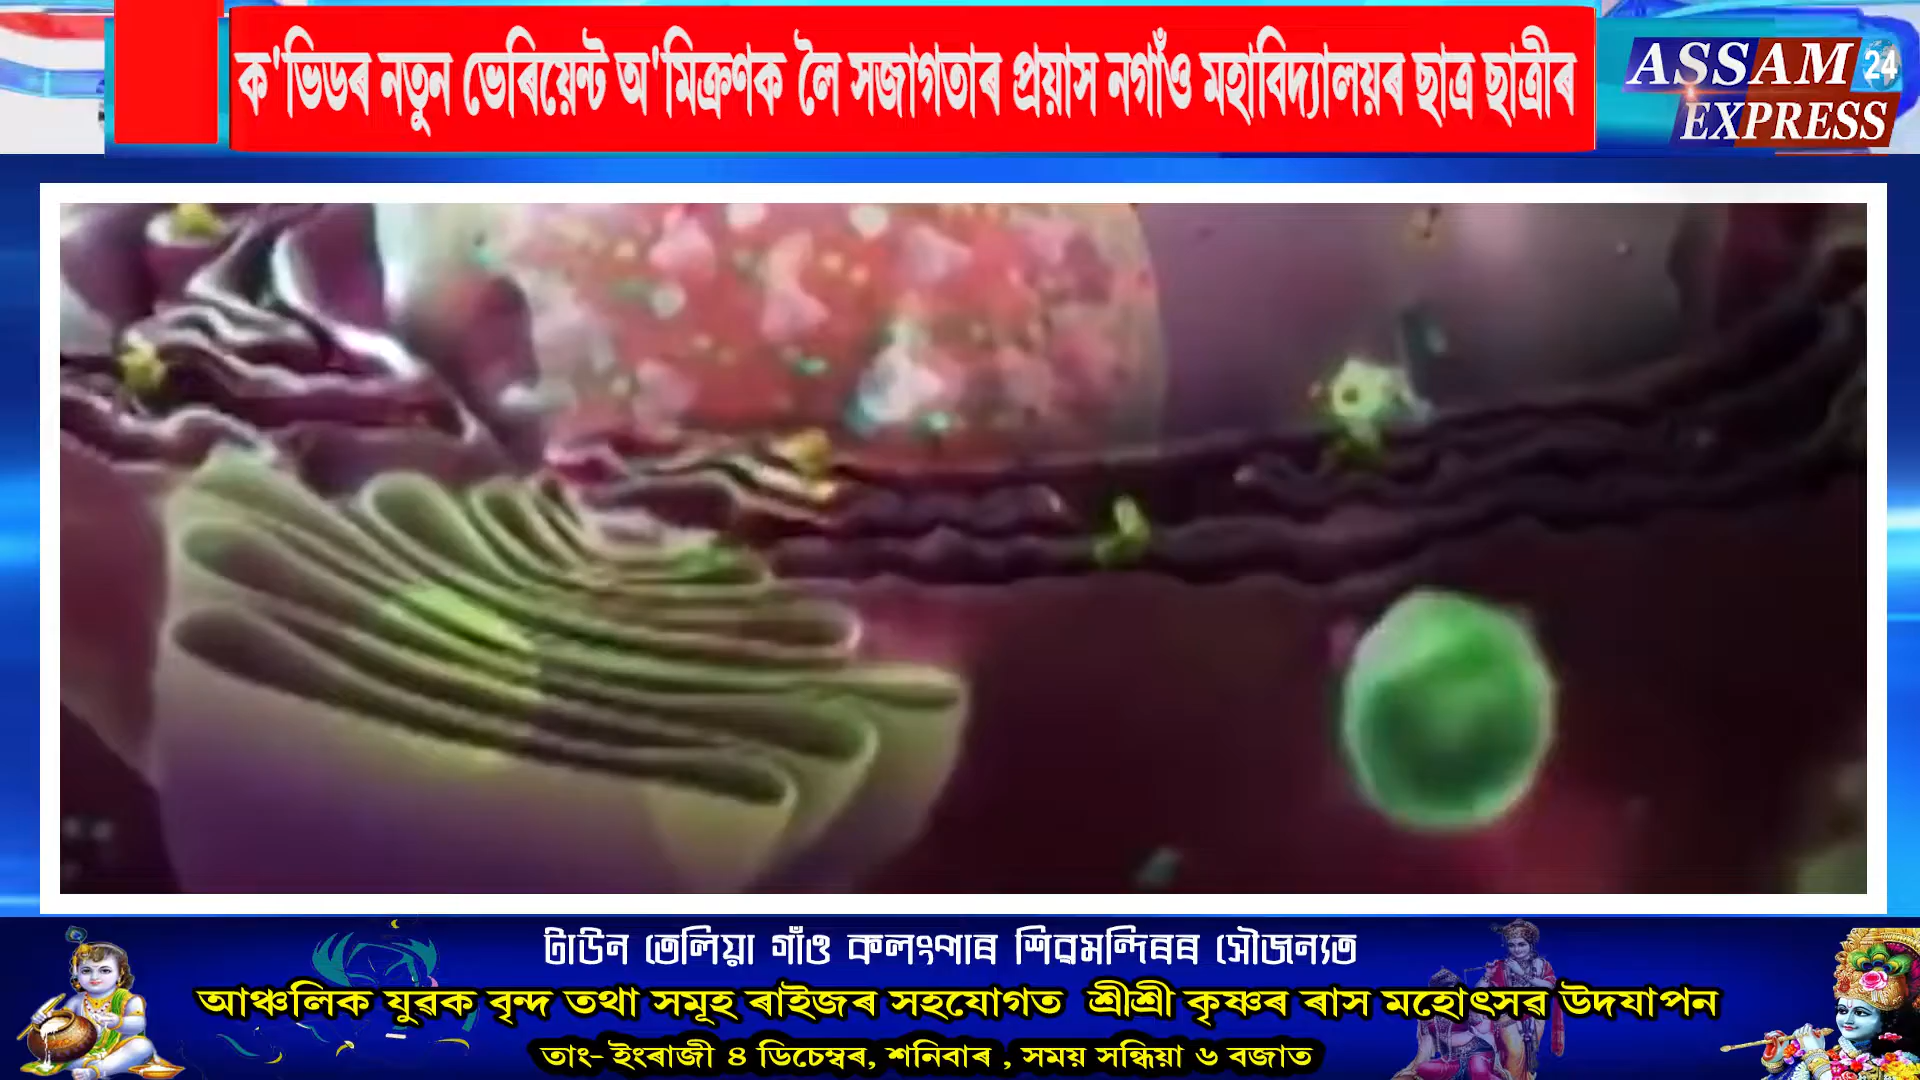 ক'ভিডৰ নতুন ভেৰিয়েন্ট অ'মিক্ৰণক লৈ সজাগতাৰ প্ৰয়াস নগাঁও মহাবিদ্যালয়ৰ ছাত্ৰ ছাত্ৰীৰ
ASSAM 24
EXPRESS
টাউন তেলিয়া গাঁও কলংপাৰ শিৱমন্দিৰৰ সৌজন্যত
আঞ্চলিক যুৱক বৃন্দ তথা সমূহ ৰাইজৰ সহযোগত শ্ৰীশ্ৰী কৃষ্ণৰ ৰাস মহোৎসৱ উদযাপন
তাং- ইংৰাজী ৪ ডিচেম্বৰ, শনিবাৰ , সময় সন্ধিয়া ৬ বজাত